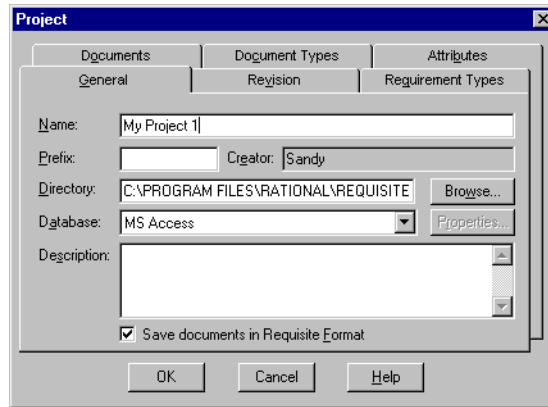 Project
Documents Document Types Attributes
General Revision Requirement Types
Name: My Project 1
Prefix: Creator: Sandy
Directory: C:\PROGRAM FILES\RATIONAL\REQUISITE Browse...
Database: MS Access Properties...
Description:
Save documents in Requisite Format
OK Cancel Help